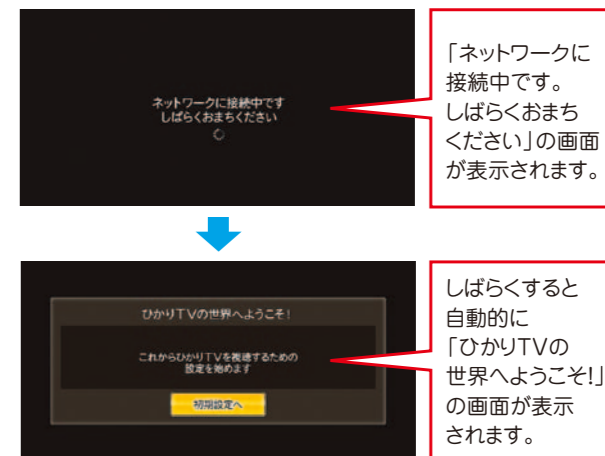 ネットワークに接続中です
しばらくおまちください
「ネットワークに
接続中です。
しばらくおまち
ください」の画面
が表示されます。
ひかりTVの世界へようこそ!
これからひかりTVを視聴するための
設定を始めます
初期設定へ
しばらくすると
自動的に
「ひかりTVの
世界へようこそ!」
の画面が表示
されます。